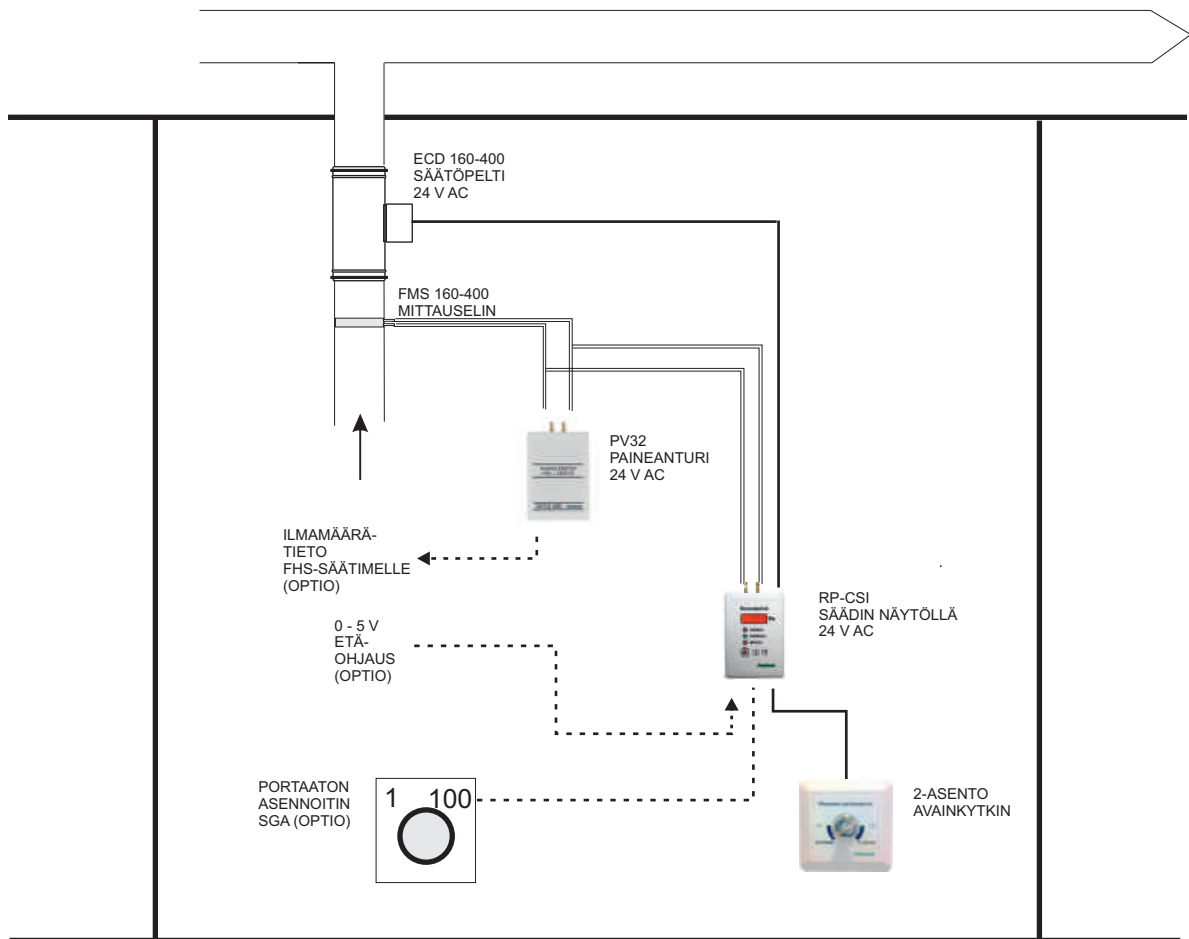 ECD 160-400
SÄÄTÖPELTI
24 V AC
FMS 160-400
MITTAUSELIN
PV32
PAINEANTURI
24 V AC
ILMAMÄÄRÄ-
TIETO
FHS-SÄÄTIMELLE
(OPTIO)
RP-CSI
SÄÄDIN NÄYTÖLLÄ
24 V AC
0 - 5 V
ETÄ-
OHJAUS
(OPTIO)
PORTAATON
ASENNOITIN
SGA (OPTIO)
1 100
2-ASENTO
AVAINKYTKIN